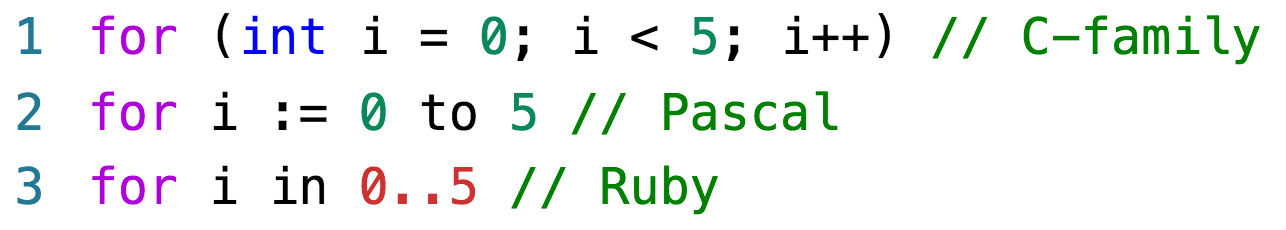 1 for (int i = 0; i < 5; i++) // C-family
2 for i := 0 to 5 // Pascal
3 for i in 0..5 // Ruby